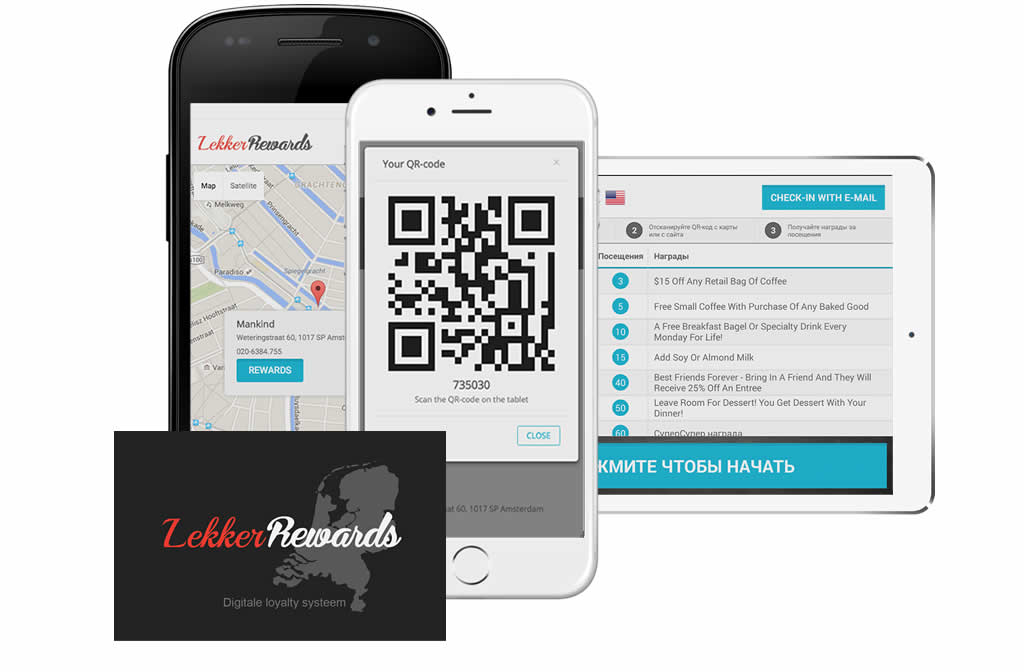 LekkerRewards
Map
Satellite
Melkweg
Prinsengracht
Paradiso
Spiegelgracht
Mankind
Weteringstraat 60, 1017 SP Amst
020-6384.755
REWARDS
Your QR-code
×
735030
Scan the QR-code on the tablet
CLOSE
at 60, 1017 SP Amsterdam
CHECK-IN WITH E-MAIL
2 Отсканируйте QR-код с карты
или с сайта
3 Получайте награды за
посещения
Посещения Награды
3 $15 Off Any Retail Bag Of Coffee
5 Free Small Coffee With Purchase Of Any Baked Good
10 A Free Breakfast Bagel Or Specialty Drink Every
Monday For Life!
15 Add Soy Or Almond Milk
40 Best Friends Forever - Bring In A Friend And They Will
Receive 25% Off An Entree
50 Leave Room For Dessert! You Get Dessert With Your
Dinner!
60 СуперСупер награда
ЖМИТЕ ЧТОБЫ НАЧАТЬ
LekkerRewards
Digitale loyalty systeem